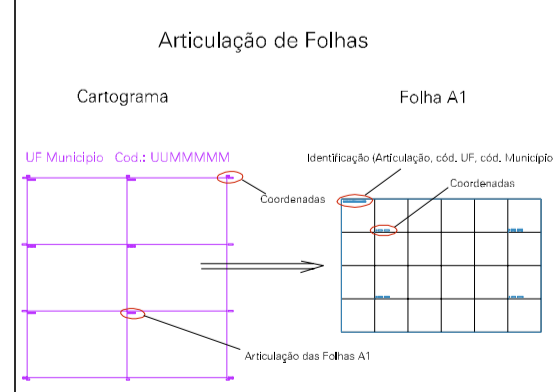 Articulação de Folhas
Cartograma
Folha A1
UF Municipio Cod.: UUMMMMM
Identificação (Articulação, cód. UF, cód. Município
Coordenadas
Coordenadas
Articulação das Folhas A1